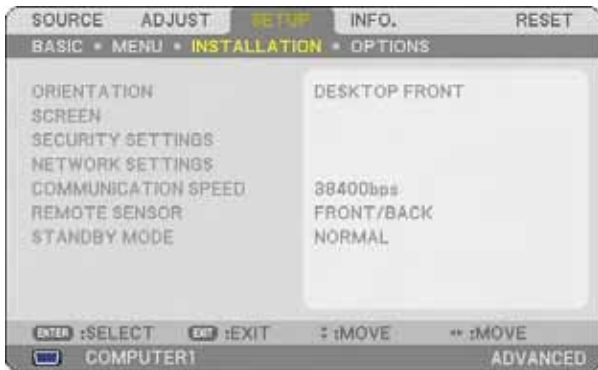 SOURCE ADJUST SETUP INFO. RESET
BASIC • MENU • INSTALLATION • OPTIONS
ORIENTATION DESKTOP FRONT
SCREEN
SECURITY SETTINGS
NETWORK SETTINGS
COMMUNICATION SPEED 38400bps
REMOTE SENSOR FRONT/BACK
STANDBY MODE NORMAL
ENTER :SELECT EXIT :EXIT ↕ :MOVE ↔ :MOVE
COMPUTER1 ADVANCED